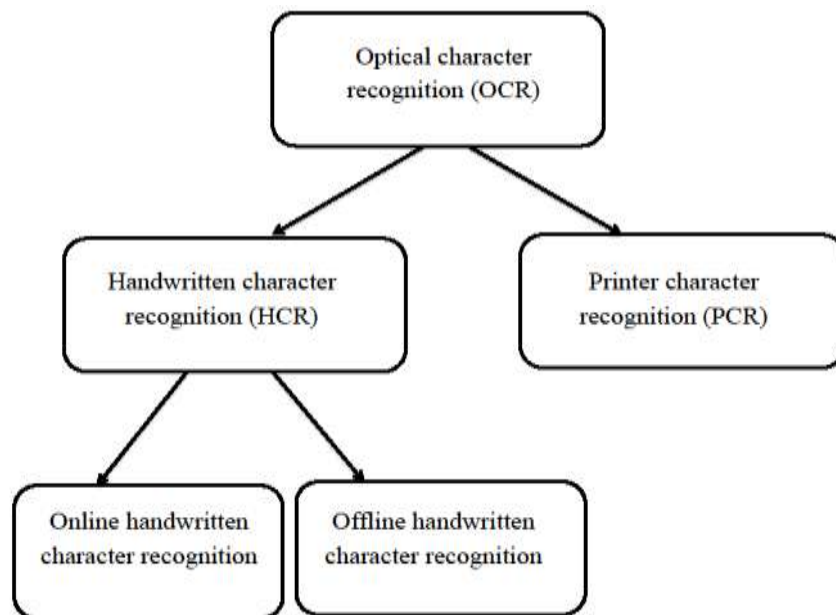 Optical character
recognition (OCR)
Handwritten character
recognition (HCR)
Printer character
recognition (PCR)
Online handwritten
character recognition
Offline handwritten
character recognition